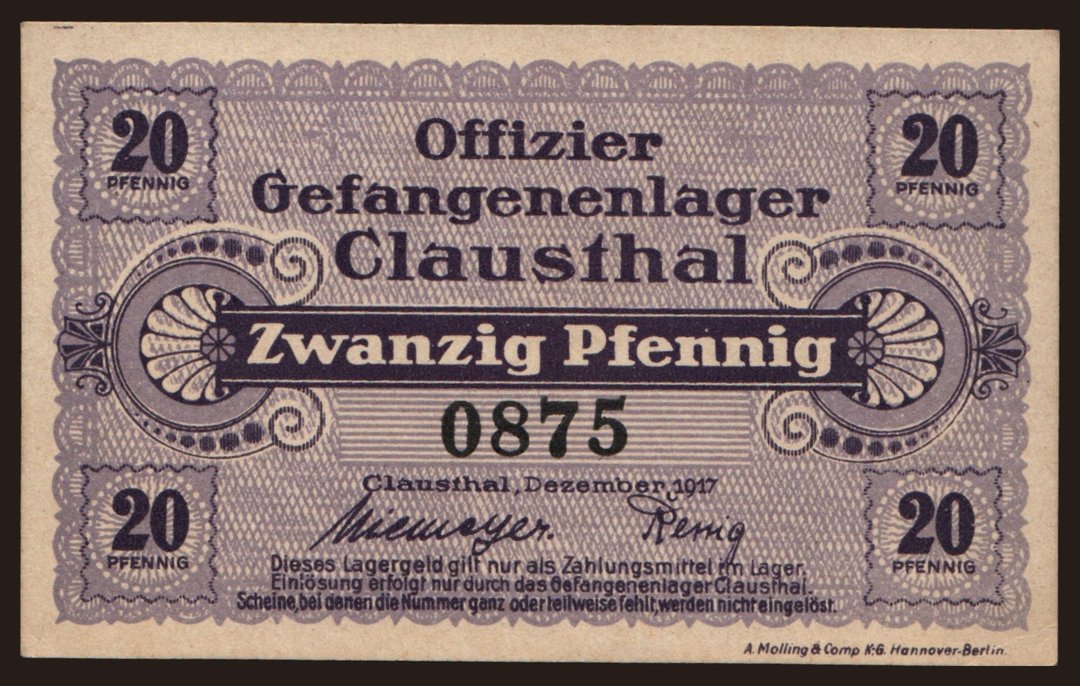 20
PFENNIG
20
PFENNIG
Offizier
Gefangenenlager
Clausthal
Zwanzig Pfennig
0875
Clausthal, Dezember 1917
Niemayer. Renig
20
PFENNIG
20
PFENNIG
Dieses Lagergeld gilt nur als Zahlungsmittel im Lager,
Einlösung erfolgt nur durch das Gefangenenlager Clausthal.
Scheine, bei denen die Nummer ganz oder teilweise fehlt, werden nicht eingelöst.
A. Molling & Comp K-G. Hannover-Berlin.